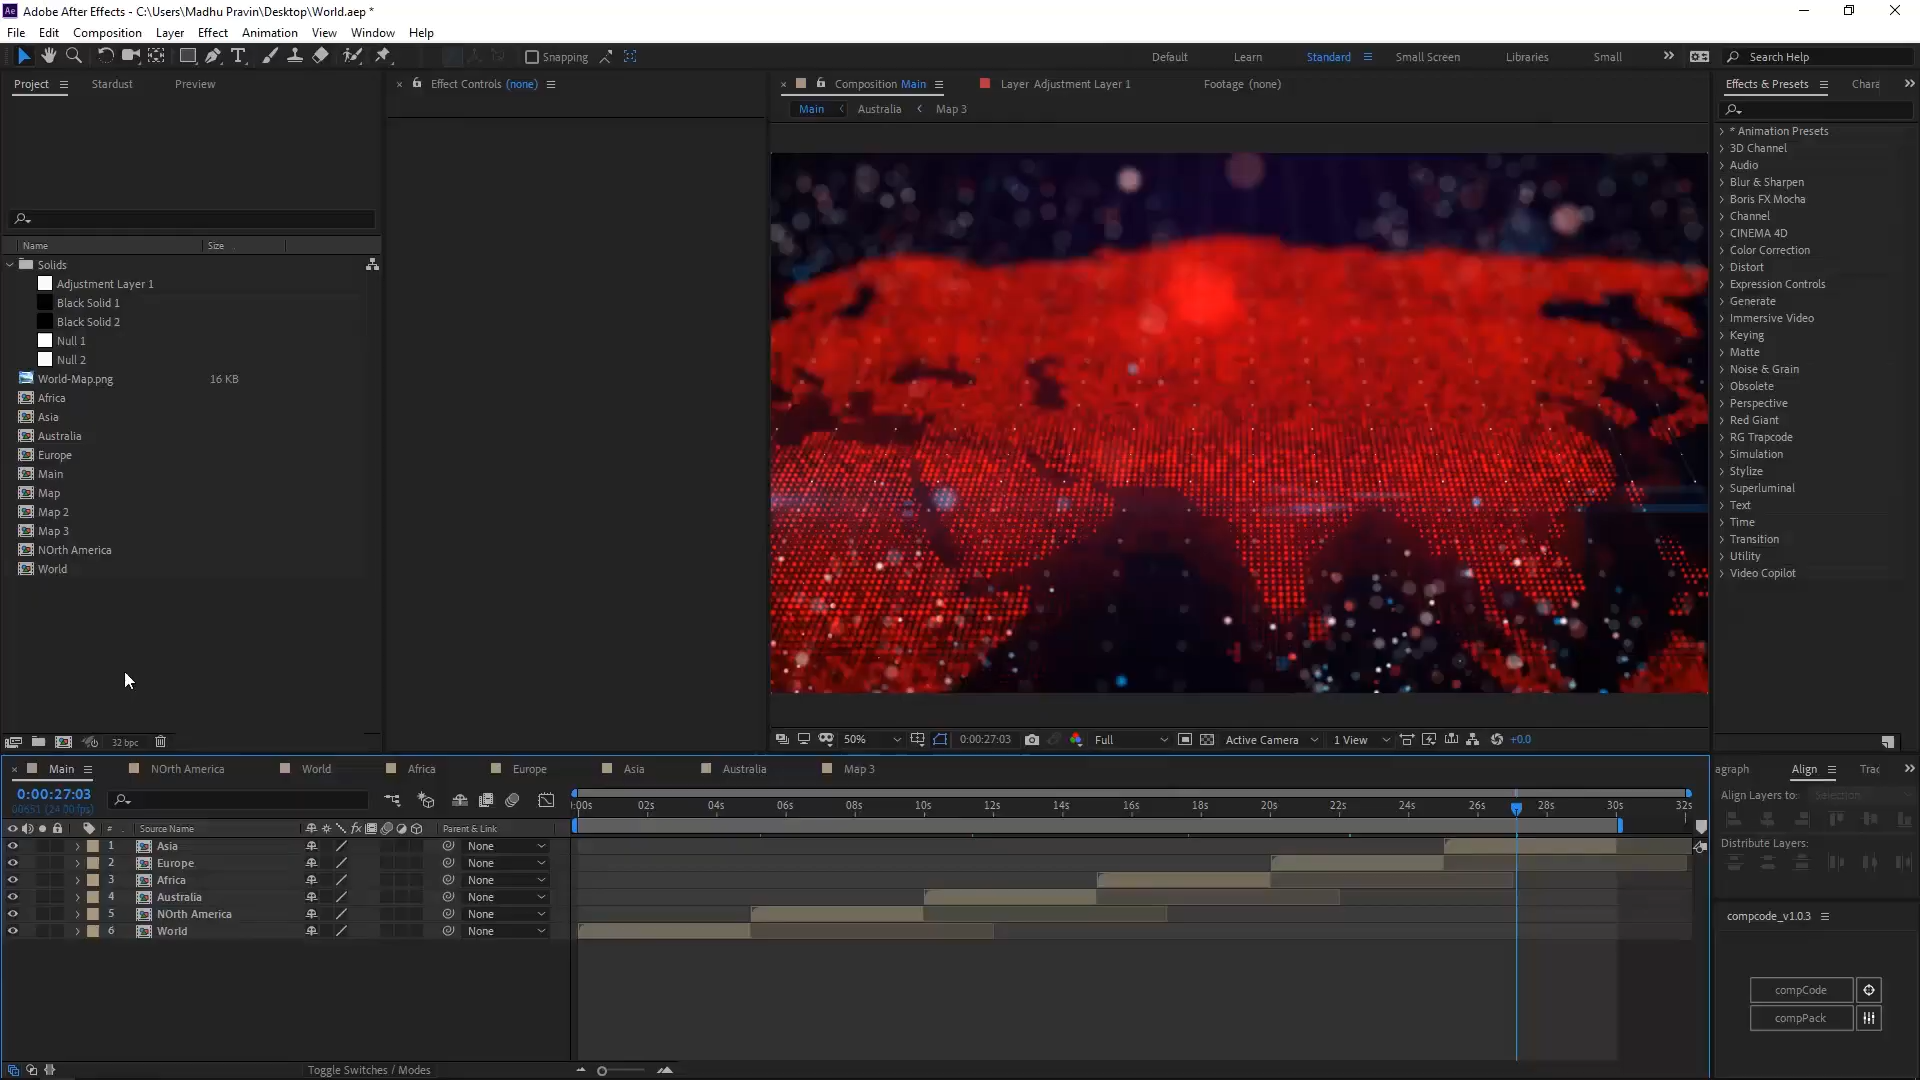 Ae Adobe After Effects - C:\Users\Madhu Pravin\Desktop\World.aep *
File Edit Composition Layer Effect Animation View Window Help
Snapping Default Learn Standard Small Screen Libraries Small Search Help
Project Stardust Preview
Effect Controls (none)
Composition Main Layer Adjustment Layer 1 Footage (none)
Main Australia Map 3
Effects & Presets Chara
Name Size
Solids
Adjustment Layer 1
Black Solid 1
Black Solid 2
Null 1
Null 2
World-Map.png 16 KB
Africa
Asia
Australia
Europe
Main
Map
Map 2
Map 3
NOrth America
World
32 bpc
* Animation Presets
3D Channel
Audio
Blur & Sharpen
Boris FX Mocha
Channel
CINEMA 4D
Color Correction
Distort
Expression Controls
Generate
Immersive Video
Keying
Matte
Noise & Grain
Obsolete
Perspective
Red Giant
RG Trapcode
Simulation
Stylize
Superluminal
Text
Time
Transition
Utility
Video Copilot
50% 0:00:27:03 Full Active Camera 1 View +0.0
Main NOrth America World Africa Europe Asia Australia Map 3
0:00:27:03
00651 (24.00 fps)
:00s 02s 04s 06s 08s 10s 12s 14s 16s 18s 20s 22s 24s 26s 28s 30s 32s
# Source Name fx Parent & Link
1 Asia None
2 Europe None
3 Africa None
4 Australia None
5 NOrth America None
6 World None
Toggle Switches / Modes
agraph Align Trac
Align Layers to: Selection
Distribute Layers:
compcode_v1.0.3
compCode
compPack